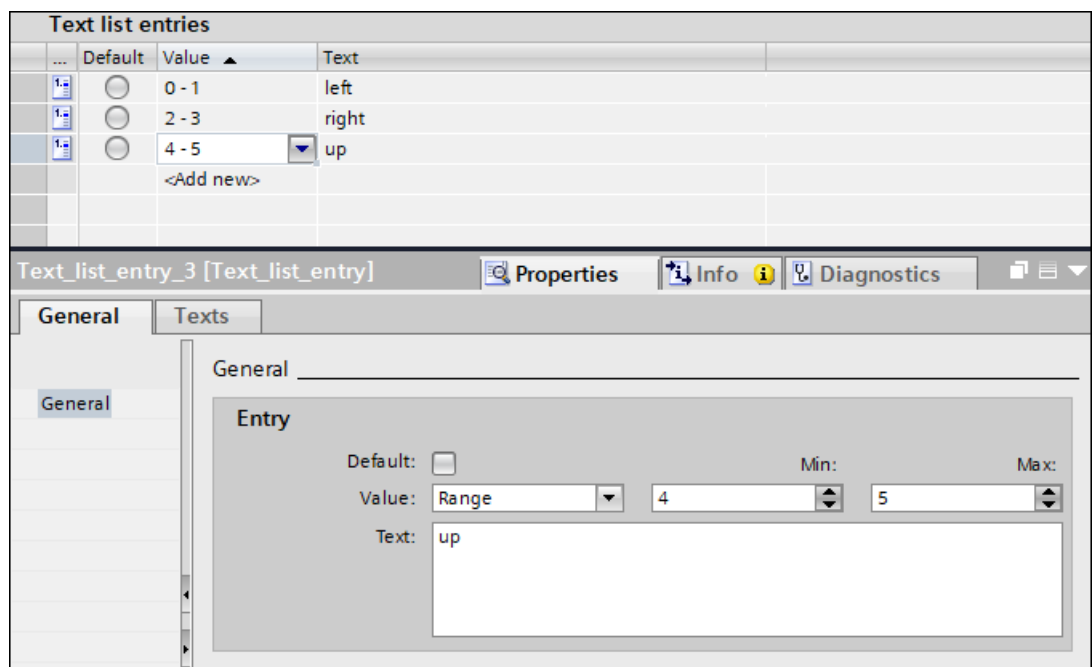 Text list entries
... Default Value Text
0 - 1 left
2 - 3 right
4 - 5 up
<Add new>
Text_list_entry_3 [Text_list_entry] Properties Info Diagnostics
General Texts
General
General
Entry
Default: Min: Max:
Value: Range 4 5
Text: up